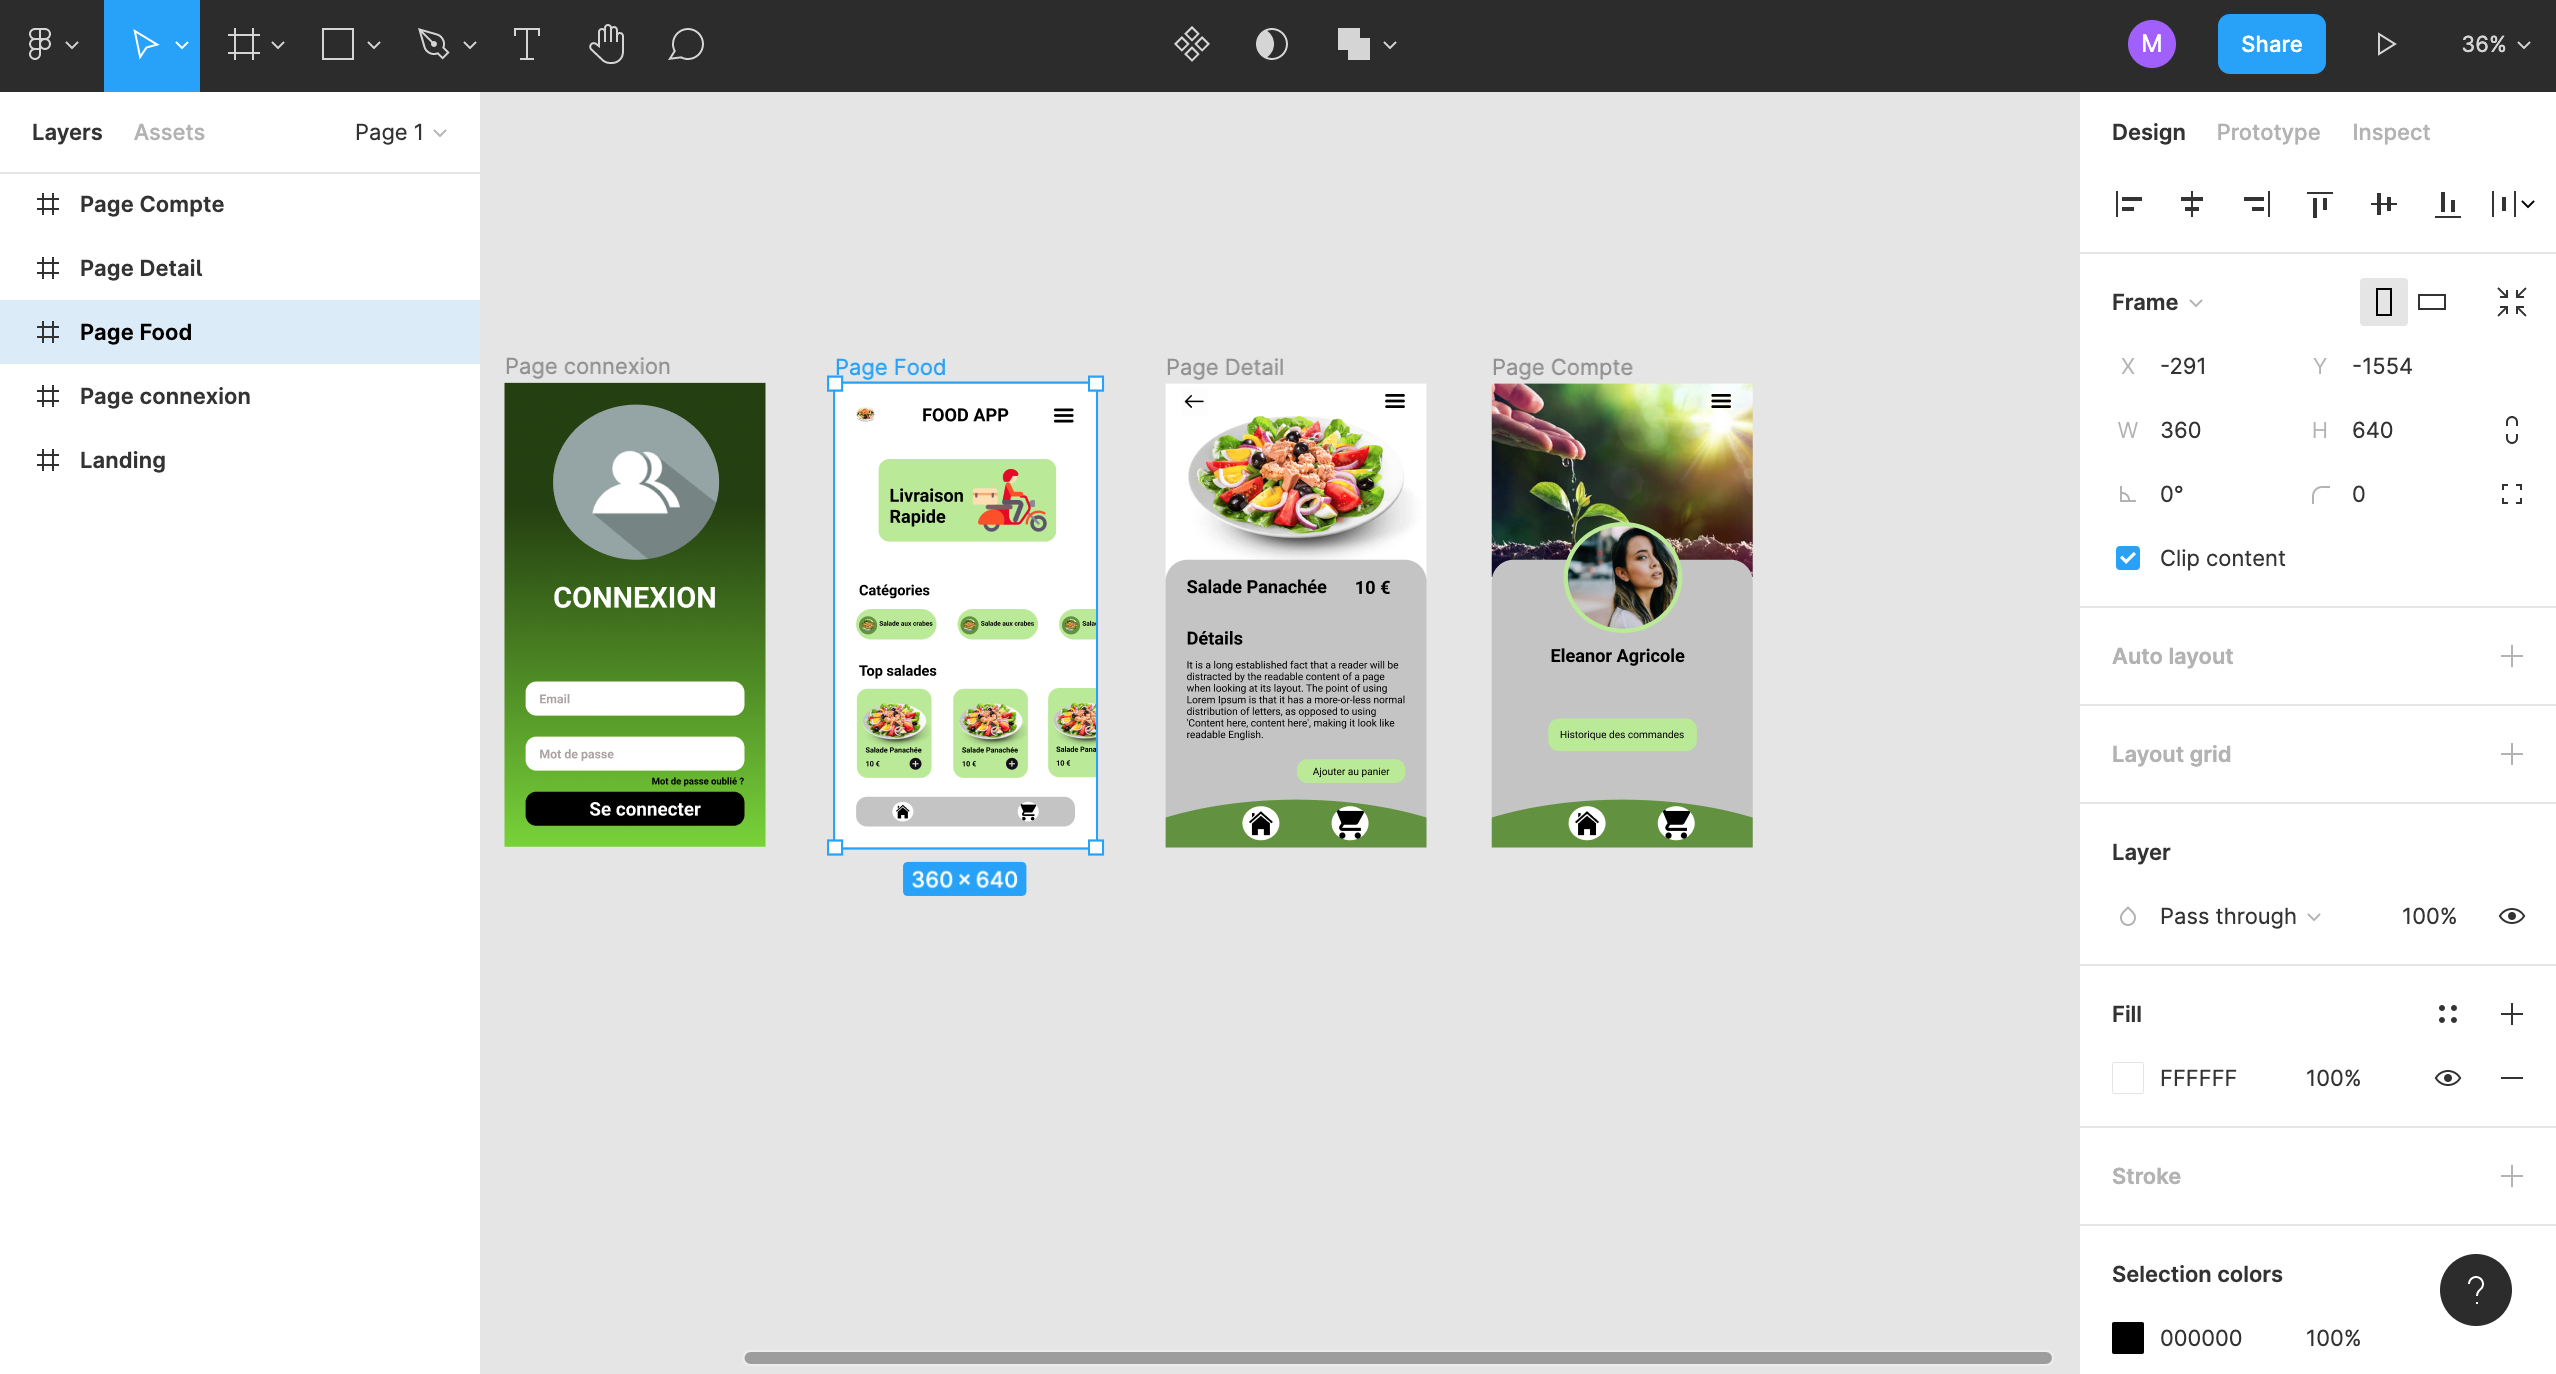 M
Share
36%
Layers
Assets
Page 1
Page Compte
Page Detail
Page Food
Page connexion
Landing
Page connexion
CONNEXION
Email
Mot de passe
Mot de passe oublié ?
Se connecter
Page Food
FOOD APP
Livraison
Rapide
Catégories
Salade aux crabes
Salade aux crabes
Sala
Top salades
Salade Panachée
10 €
Salade Panachée
10 €
Salade Pana
10 €
360 × 640
Page Detail
Salade Panachée
10 €
Détails
It is a long established fact that a reader will be
distracted by the readable content of a page
when looking at its layout. The point of using
Lorem Ipsum is that it has a more-or-less normal
distribution of letters, as opposed to using
'Content here, content here', making it look like
readable English.
Ajouter au panier
Page Compte
Eleanor Agricole
Historique des commandes
Design
Prototype
Inspect
Frame
X
-291
Y
-1554
W
360
H
640
0°
0
Clip content
Auto layout
Layout grid
Layer
Pass through
100%
Fill
FFFFFF
100%
Stroke
Selection colors
000000
100%
?